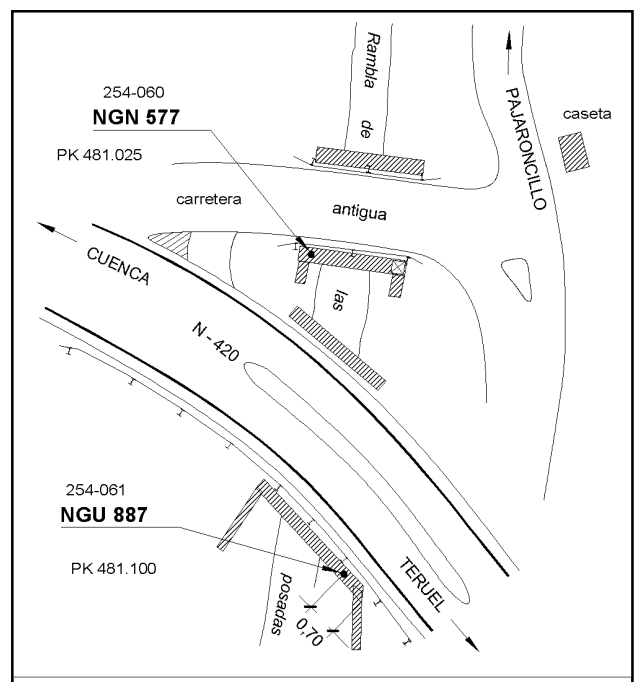 Rambla de
254-060
NGN 577
PK 481.025
PAJARONCILLO
caseta
carretera
antigua
CUENCA
las
N - 420
254-061
NGU 887
PK 481.100
posadas
0,70
TERUEL